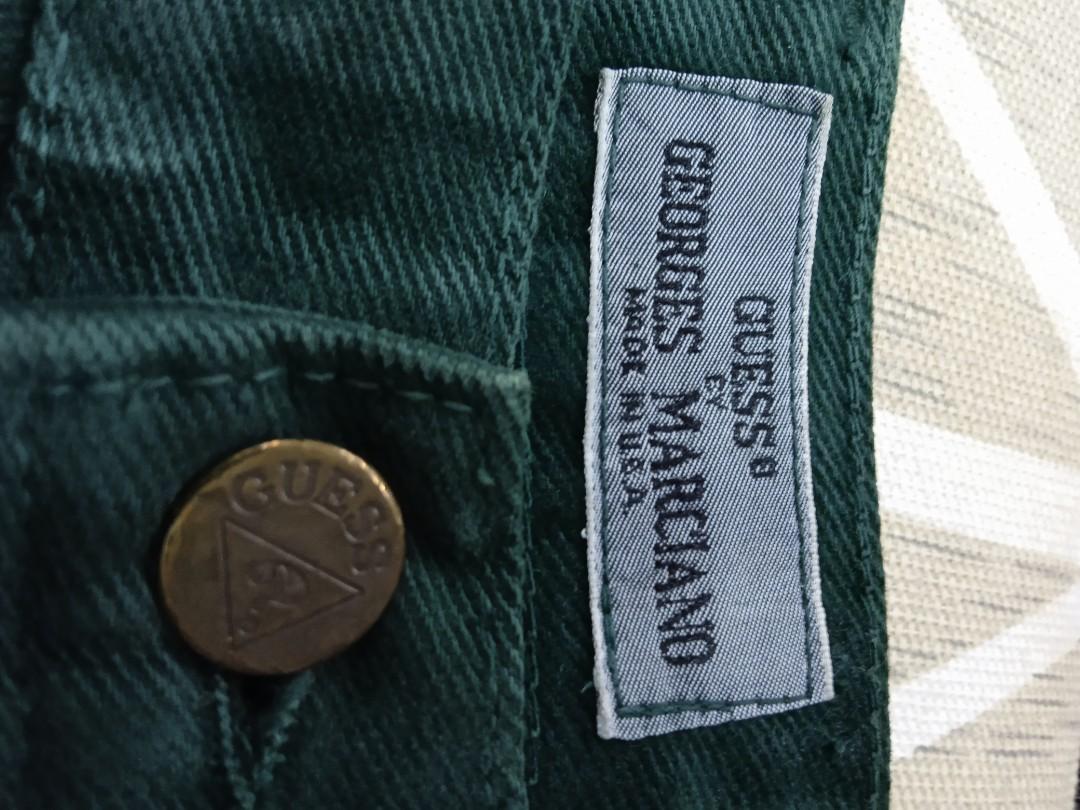 GUESS®
BY
GEORGES MARCIANO
MADE IN U.S.A.
GUESS